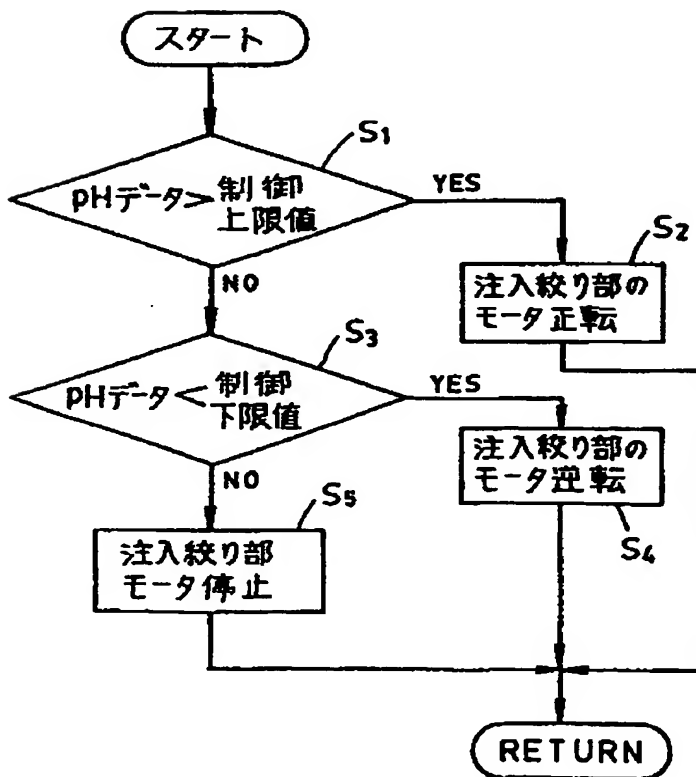 スタート
S1
pHデータ> 制御
上限値
YES
S2
注入絞り部の
モータ正転
NO
S3
pHデータ< 制御
下限値
YES
注入絞り部の
モータ逆転
S4
NO
S5
注入絞り部
モータ停止
RETURN